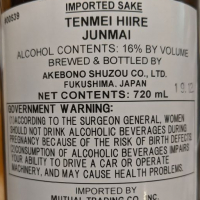 IMPORTED SAKE
TENMEI HIIRE
JUNMAI
ALCOHOL CONTENTS: 16% BY VOLUME
BREWED & BOTTLED BY
AKEBONO SHUZOU CO., LTD.
FUKUSHIMA, JAPAN
NET CONTENTS: 720 mL
GOVERNMENT WARNING:
(1)ACCORDING TO THE SURGEON GENERAL, WOMEN
SHOULD NOT DRINK ALCOHOLIC BEVERAGES DURING
PREGNANCY BECAUSE OF THE RISK OF BIRTH DEFECTS.
(2)CONSUMPTION OF ALCOHOLIC BEVERAGES IMPAIRS
YOUR ABILITY TO DRIVE A CAR OR OPERATE
MACHINERY, AND MAY CAUSE HEALTH PROBLEMS.
IMPORTED BY
MUTUAL TRADING CO., INC.